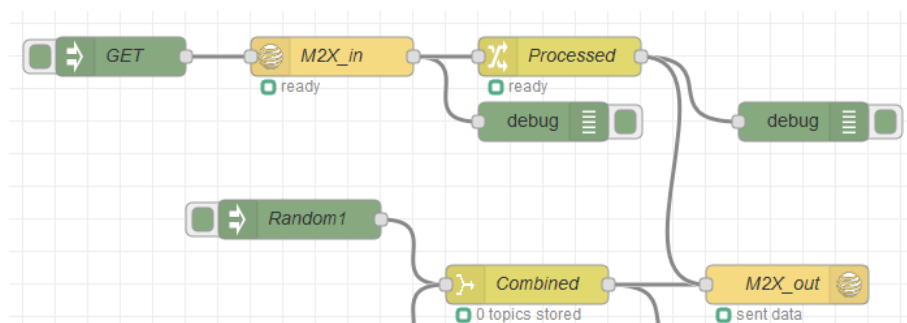 GET
M2X_in
Processed
ready
ready
debug
debug
Random1
Combined
M2X_out
0 topics stored
sent data